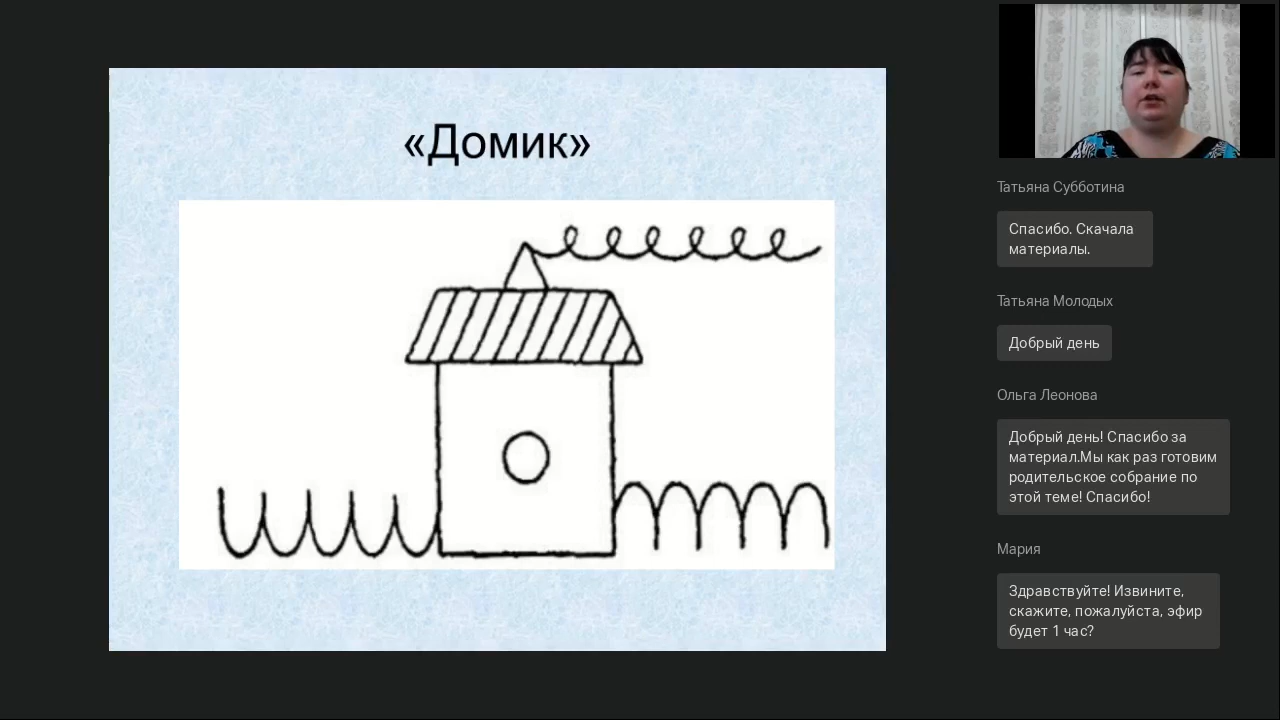 «Домик»
Татьяна Субботина
Спасибо. Скачала
материалы.
Татьяна Молодых
Добрый день
Ольга Леонова
Добрый день! Спасибо за
материал.Мы как раз готовим
родительское собрание по
этой теме! Спасибо!
Мария
Здравствуйте! Извините,
скажите, пожалуйста, эфир
будет 1 час?